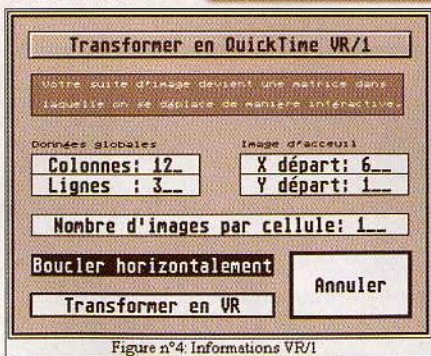 Transformer en QuickTime VR/1
Votre suite d'image devient une matrice dans
laquelle on se déplace de manière intéractive.
Données globales
Colonnes: 12_
Lignes : 3__
Image d'acceuil
X départ: 6__
Y départ: 1__
Nombre d'images par cellule: 1__
Boucler horizontalement
Transformer en VR
Annuler
Figure n°4: Informations VR/1